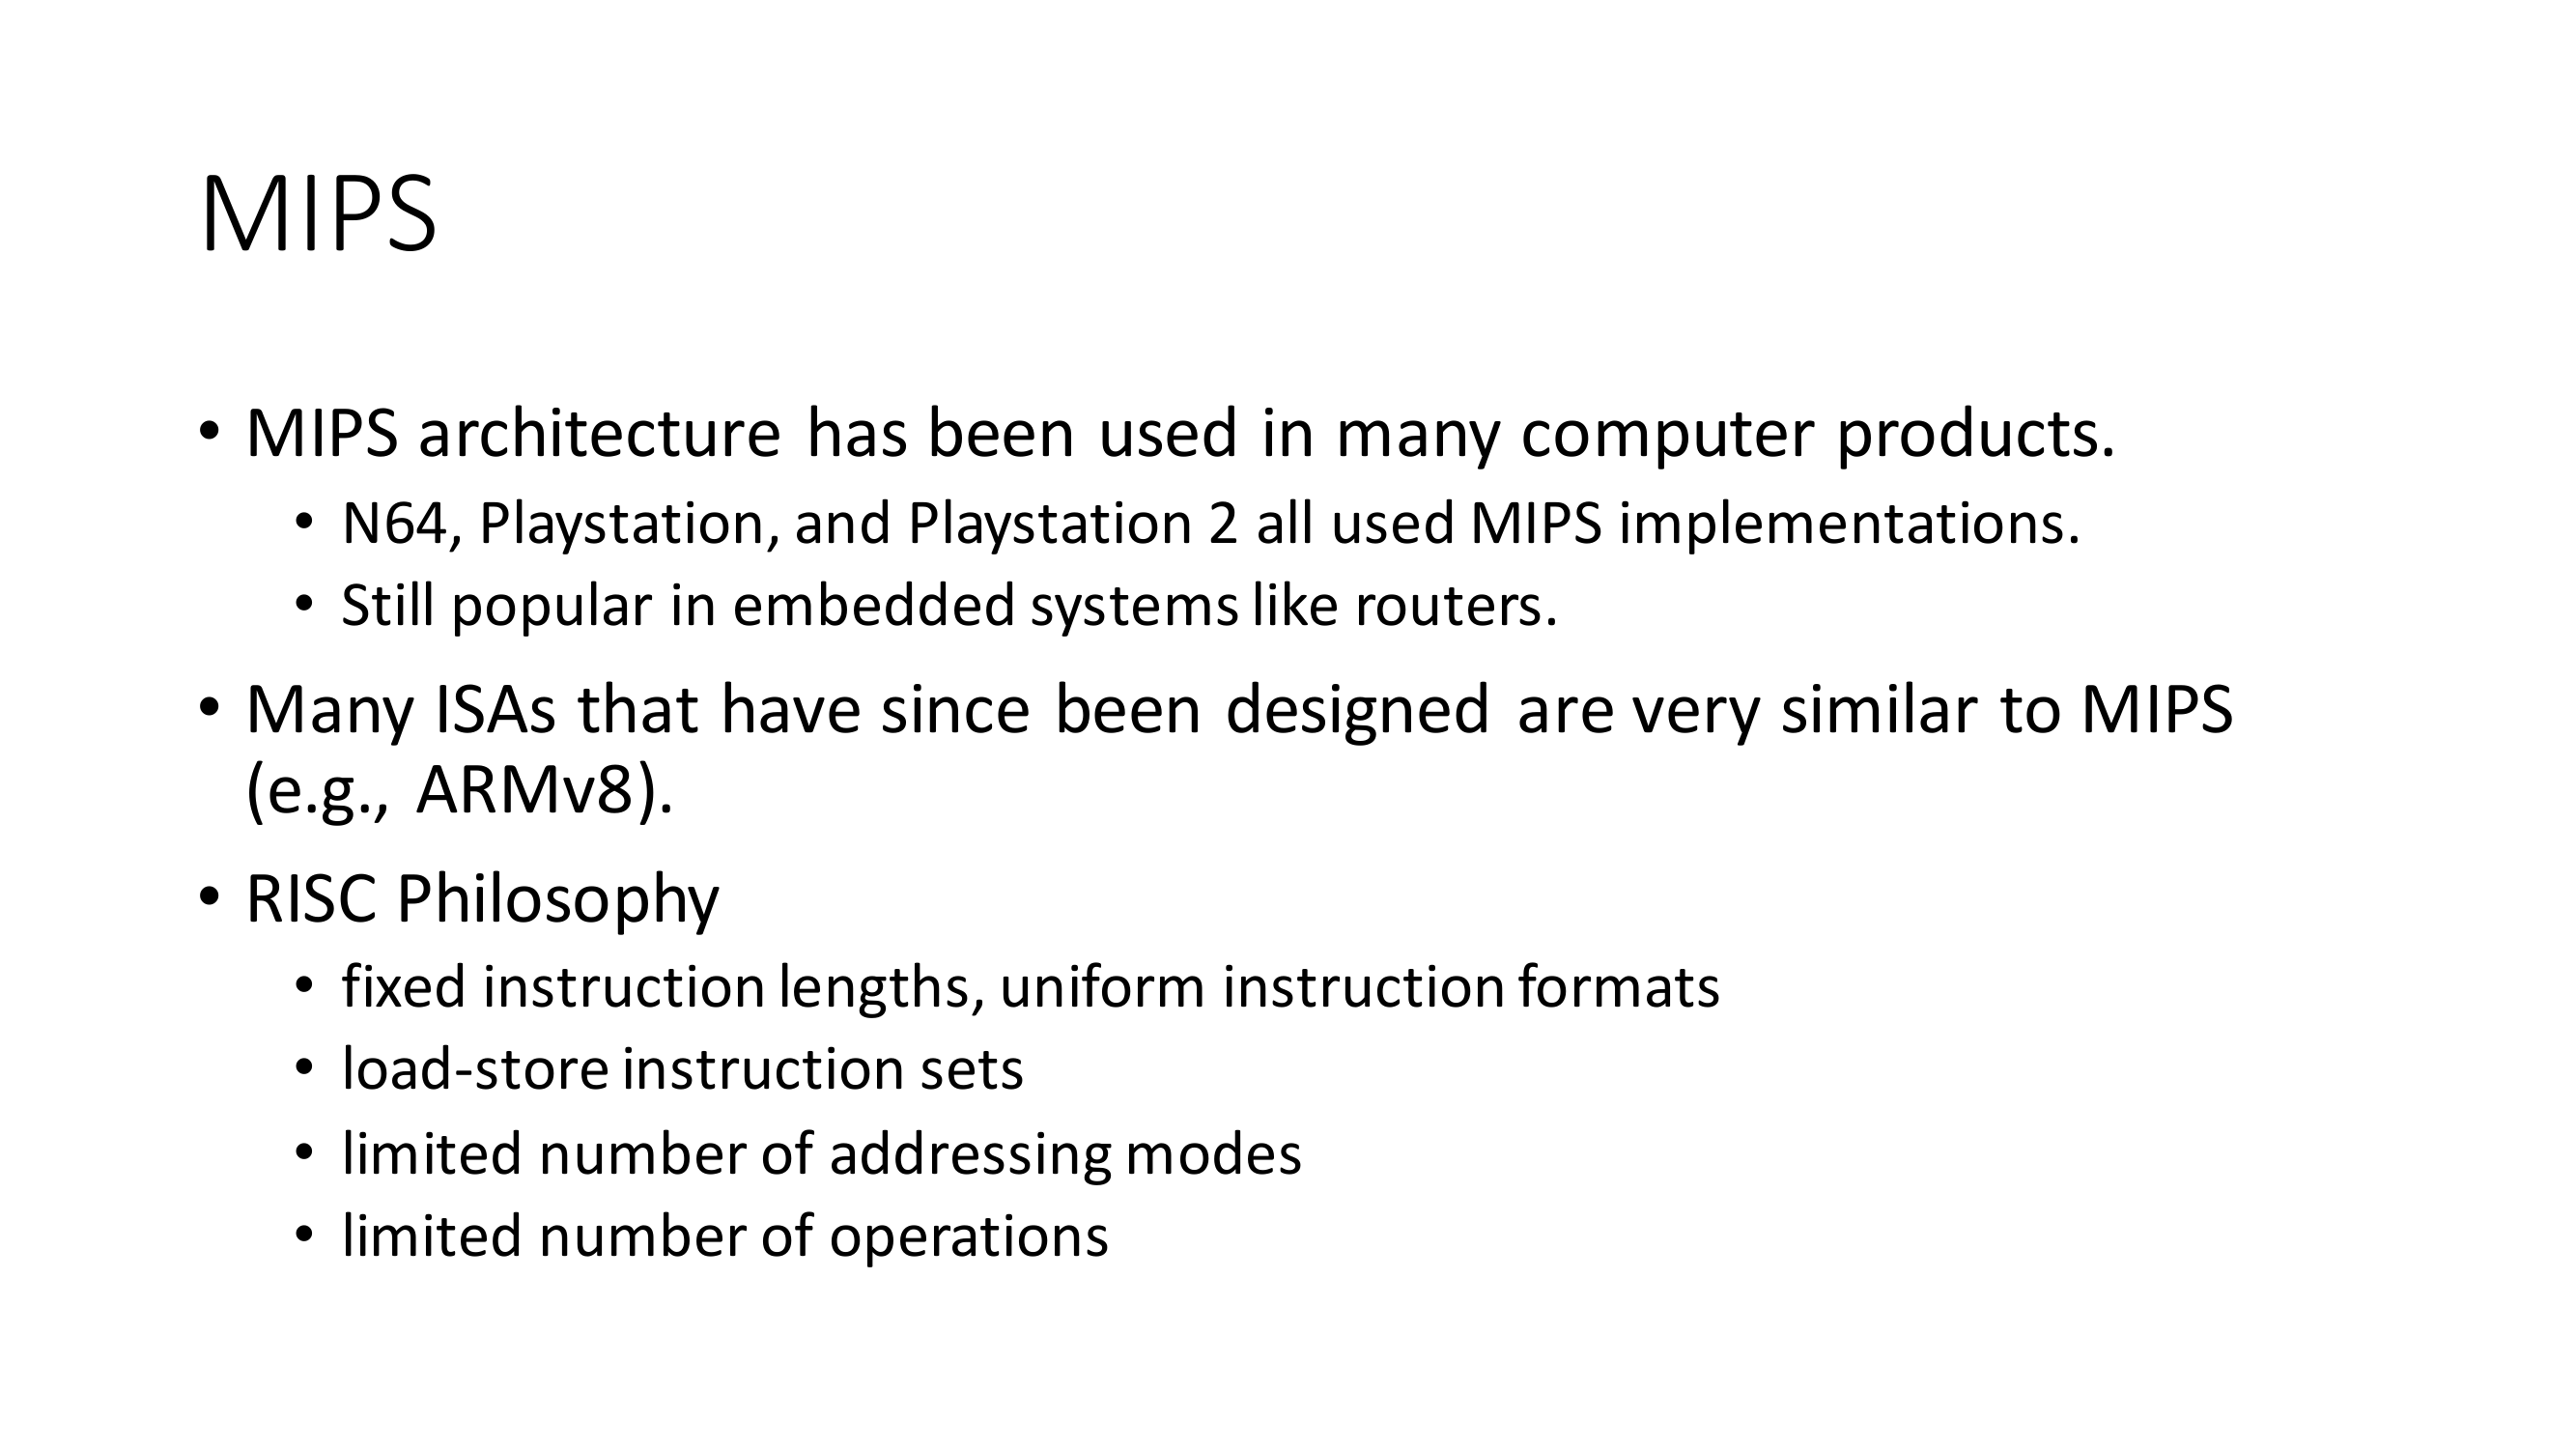 MIPS
• MIPS architecture has been used in many computer products.
• N64, Playstation, and Playstation 2 all used MIPS implementations.
• Still popular in embedded systems like routers.
• Many ISAs that have since been designed are very similar to MIPS
(e.g., ARMv8).
• RISC Philosophy
• fixed instruction lengths, uniform instruction formats
• load-store instruction sets
• limited number of addressing modes
• limited number of operations